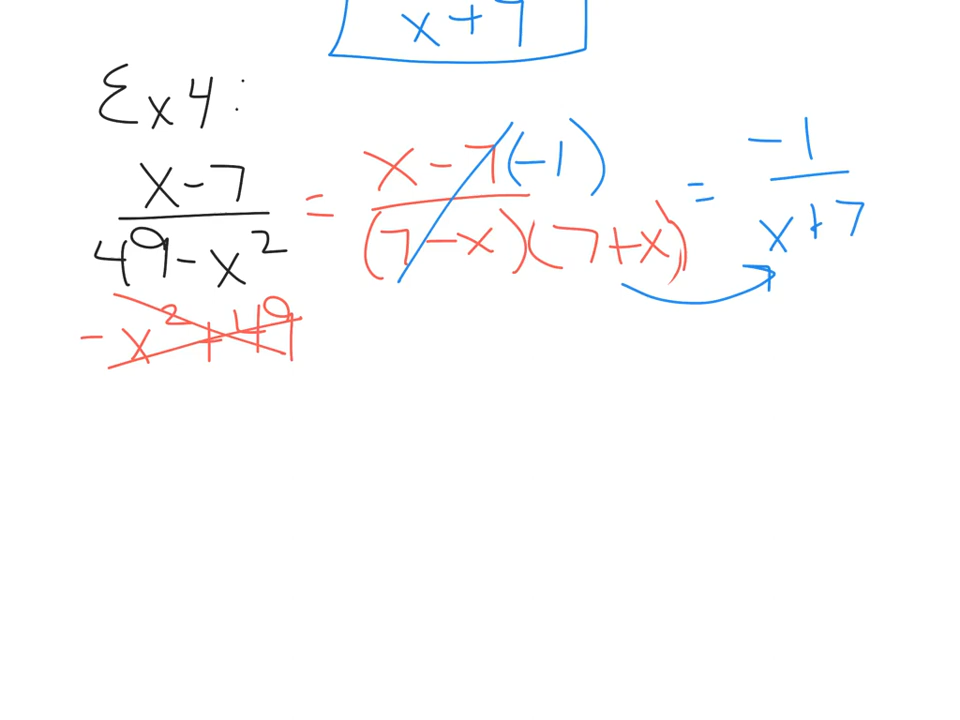 x + 7
Ex 4:
x - 7 / 49 - x² = x - 7(-1) / (7 - x)(7 + x) = -1 / x + 7
- x² + 49